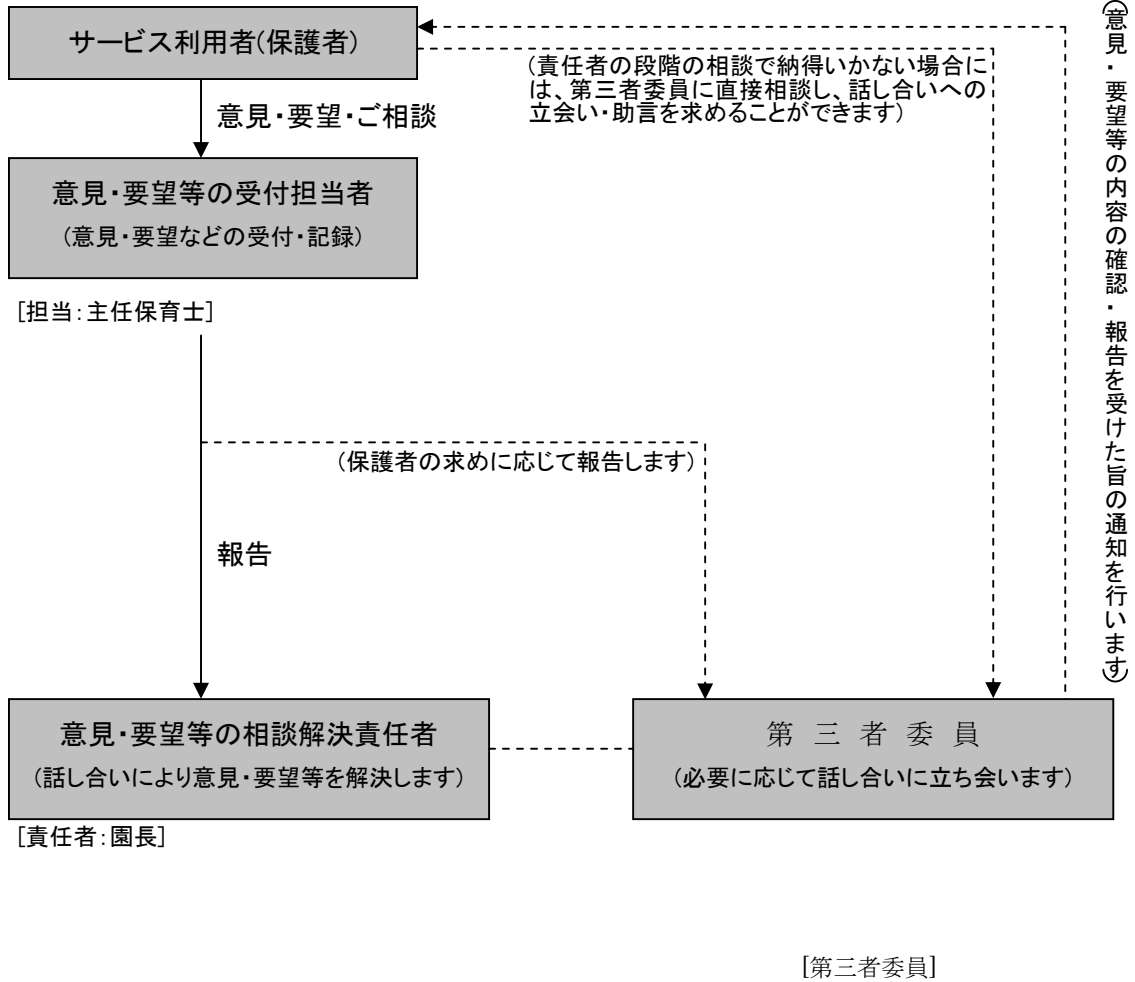 サービス利用者(保護者)
(責任者の段階の相談で納得いかない場合に
は、第三者委員に直接相談し、話し合いへの
立会い・助言を求めることができます)
意見・要望・ご相談
意見・要望等の受付担当者
(意見・要望などの受付・記録)
[担当:主任保育士]
(保護者の求めに応じて報告します)
報告
(意見・要望等の内容の確認・報告を受けた旨の通知を行います)
意見・要望等の相談解決責任者
(話し合いにより意見・要望等を解決します)
[責任者:園長]
第三者委員
(必要に応じて話し合いに立ち会います)
[第三者委員]